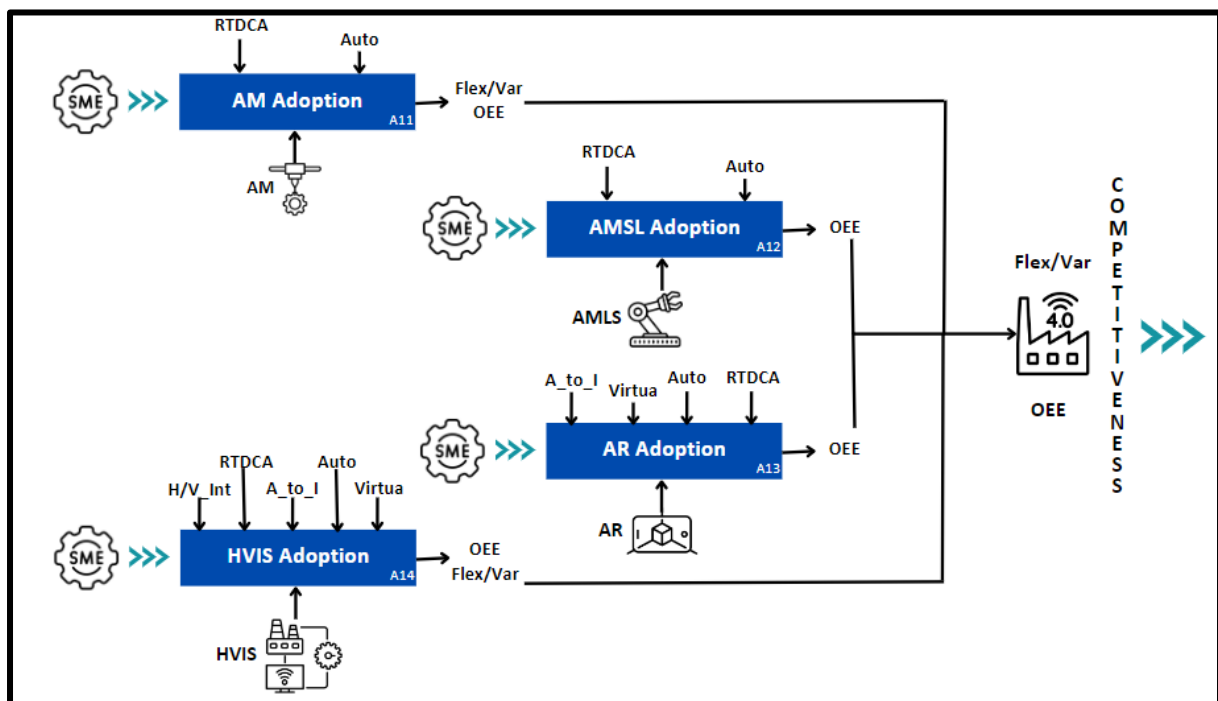 RTDCA
Auto
SME
AM Adoption
A11
Flex/Var
OEE
AM
RTDCA
Auto
SME
AMSL Adoption
A12
OEE
AMLS
A_to_I
Virtua
Auto
RTDCA
SME
AR Adoption
A13
OEE
AR
H/V_Int
RTDCA
A_to_I
Auto
Virtua
SME
HVIS Adoption
A14
OEE
Flex/Var
HVIS
Flex/Var
4.0
OEE
COMPETITIVENESS